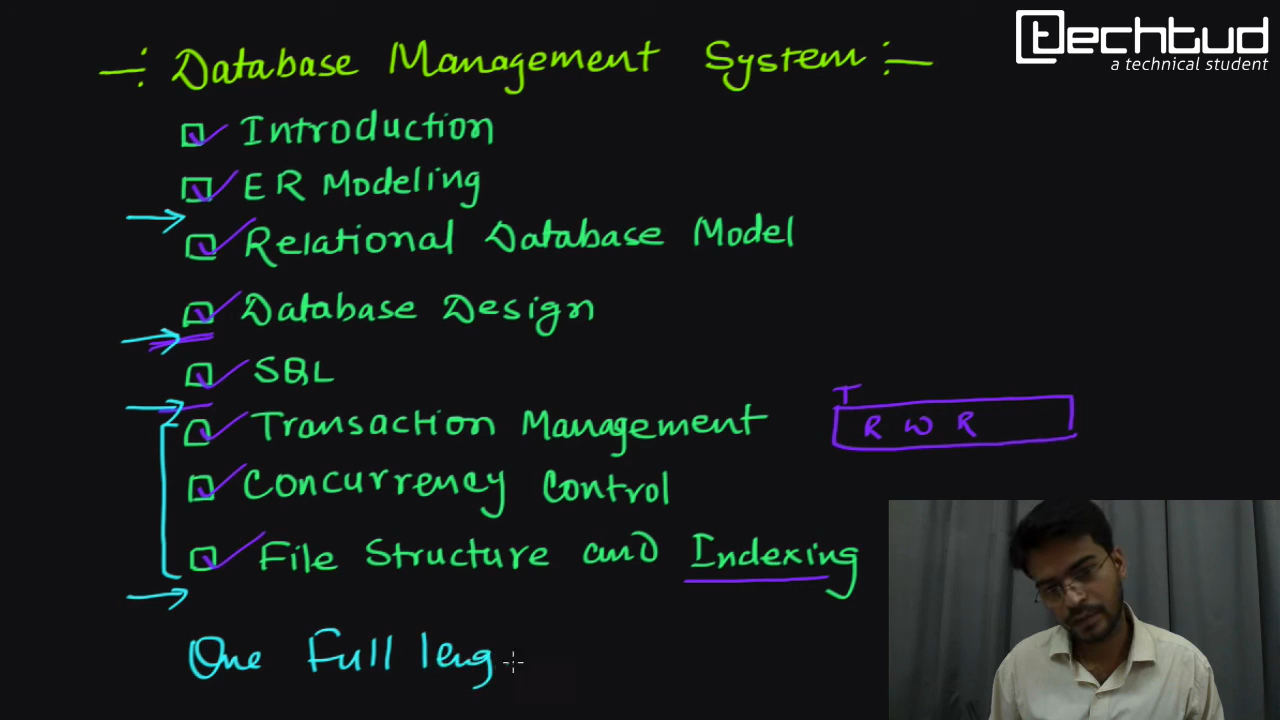 techtud
a technical student
-: Database Management System :-
Introduction
ER Modeling
Relational Database Model
Database Design
SQL
Transaction Management
Concurrency Control
File Structure and Indexing
T
R W R
One Full leng